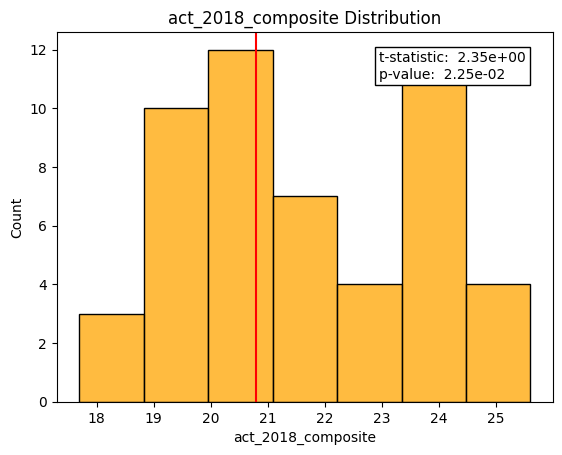 act_2018_composite Distribution
t-statistic:  2.35e+00
p-value:  2.25e-02
Count
12
10
8
6
4
2
0
18 19 20 21 22 23 24 25
act_2018_composite